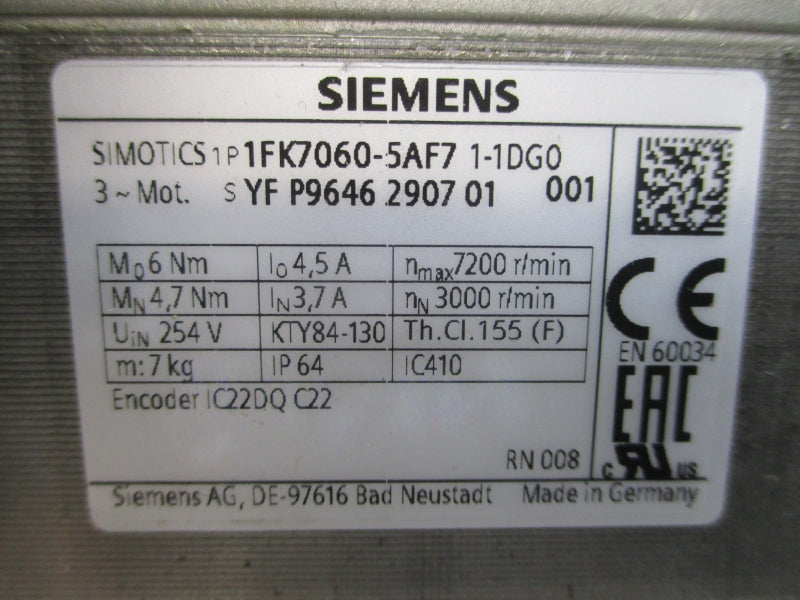 SIEMENS
SIMOTICS 1P 1FK7060-5AF71-1DG0
3 ~ Mot. S YF P9646 2907 01 001
M0 6 Nm I0 4,5 A nmax 7200 r/min
MN 4,7 Nm IN 3,7 A nN 3000 r/min
UiN 254 V KTY84-130 Th.Cl.155 (F)
m: 7 kg IP 64 IC410
Encoder IC22DQ C22
CE
EN 60034
EAC
RN 008
c RU US
Siemens AG, DE-97616 Bad Neustadt Made in Germany